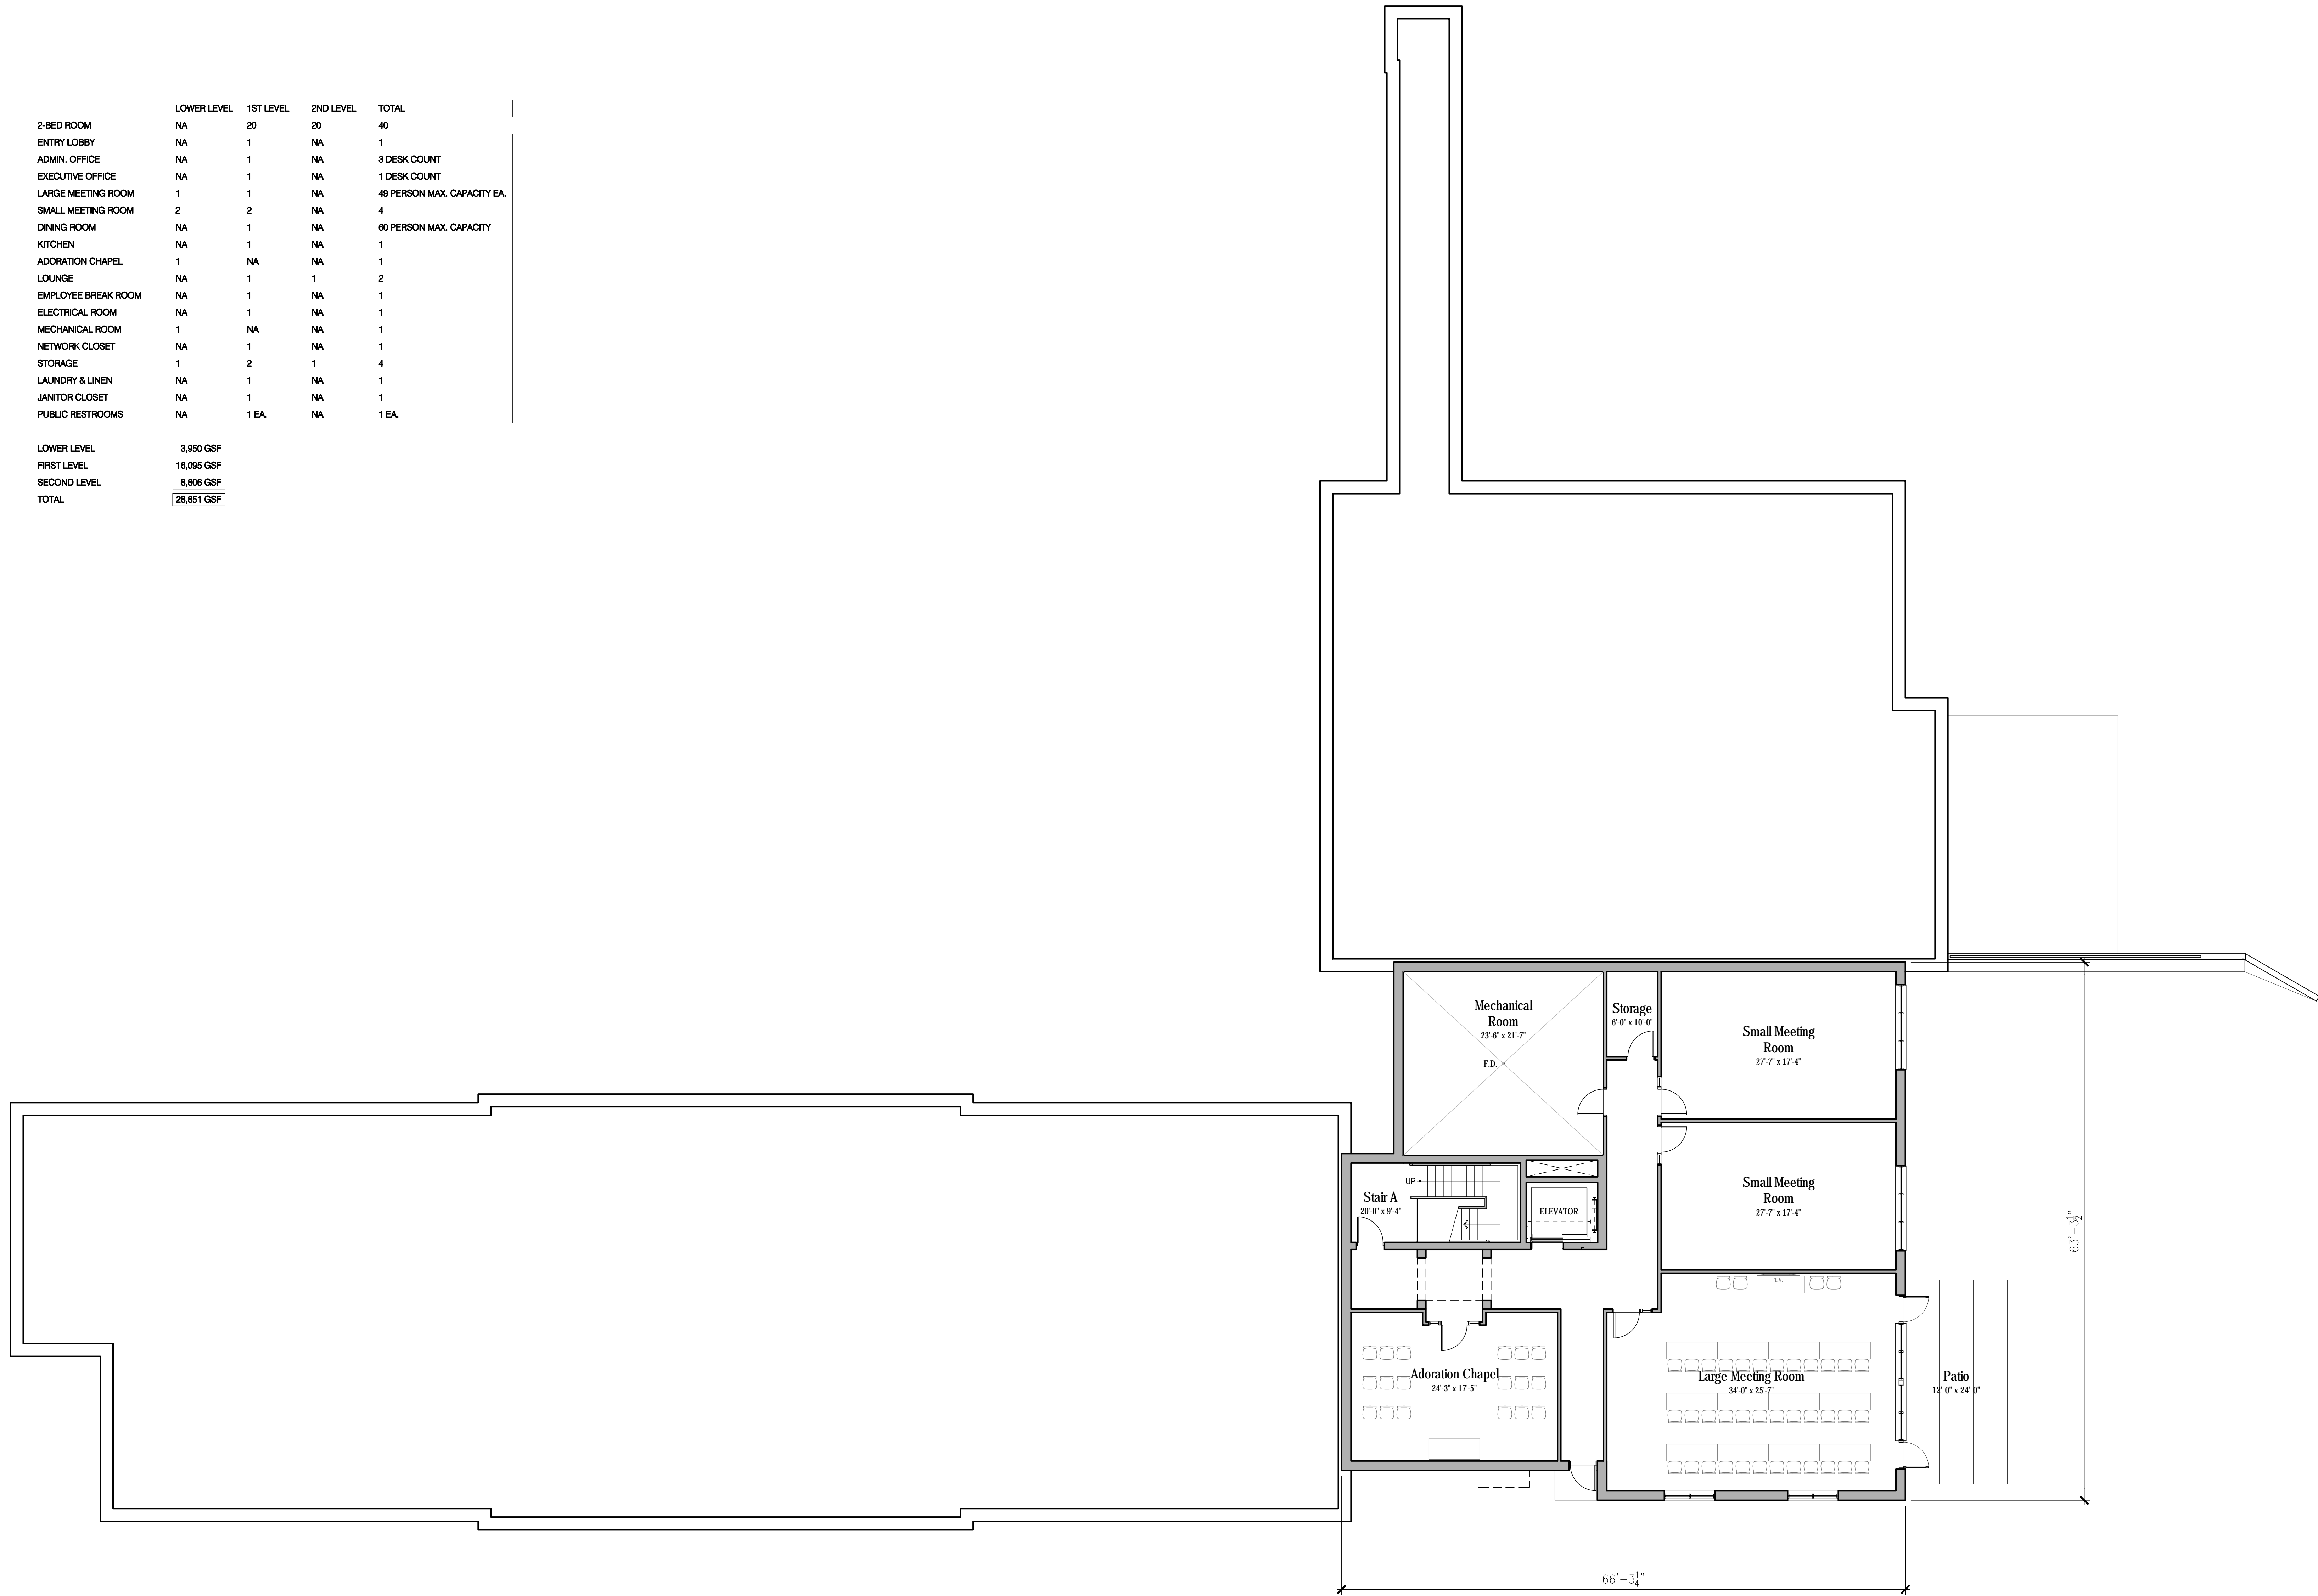 LOWER LEVEL 1ST LEVEL 2ND LEVEL TOTAL
2-BED ROOM NA 20 20 40
ENTRY LOBBY NA 1 NA 1
ADMIN. OFFICE NA 1 NA 3 DESK COUNT
EXECUTIVE OFFICE NA 1 NA 1 DESK COUNT
LARGE MEETING ROOM 1 1 NA 49 PERSON MAX. CAPACITY EA.
SMALL MEETING ROOM 2 2 NA 4
DINING ROOM NA 1 NA 60 PERSON MAX. CAPACITY
KITCHEN NA 1 NA 1
ADORATION CHAPEL 1 NA NA 1
LOUNGE NA 1 1 2
EMPLOYEE BREAK ROOM NA 1 NA 1
ELECTRICAL ROOM NA 1 NA 1
MECHANICAL ROOM 1 NA NA 1
NETWORK CLOSET NA 1 NA 1
STORAGE 1 2 1 4
LAUNDRY & LINEN NA 1 NA 1
JANITOR CLOSET NA 1 NA 1
PUBLIC RESTROOMS NA 1 EA. NA 1 EA.
LOWER LEVEL 3,950 GSF
FIRST LEVEL 16,095 GSF
SECOND LEVEL 8,806 GSF
TOTAL 28,851 GSF
Mechanical
Room
23'-6" x 21'-7"
F.D.
Storage
6'-0" x 10'-0"
Small Meeting
Room
27'-7" x 17'-4"
Small Meeting
Room
27'-7" x 17'-4"
UP
Stair A
20'-0" x 9'-4"
ELEVATOR
63'-3½"
T.V.
Adoration Chapel
24'-3" x 17'-5"
Large Meeting Room
34'-0" x 25'-7"
Patio
12'-0" x 24'-0"
66'-3¼"